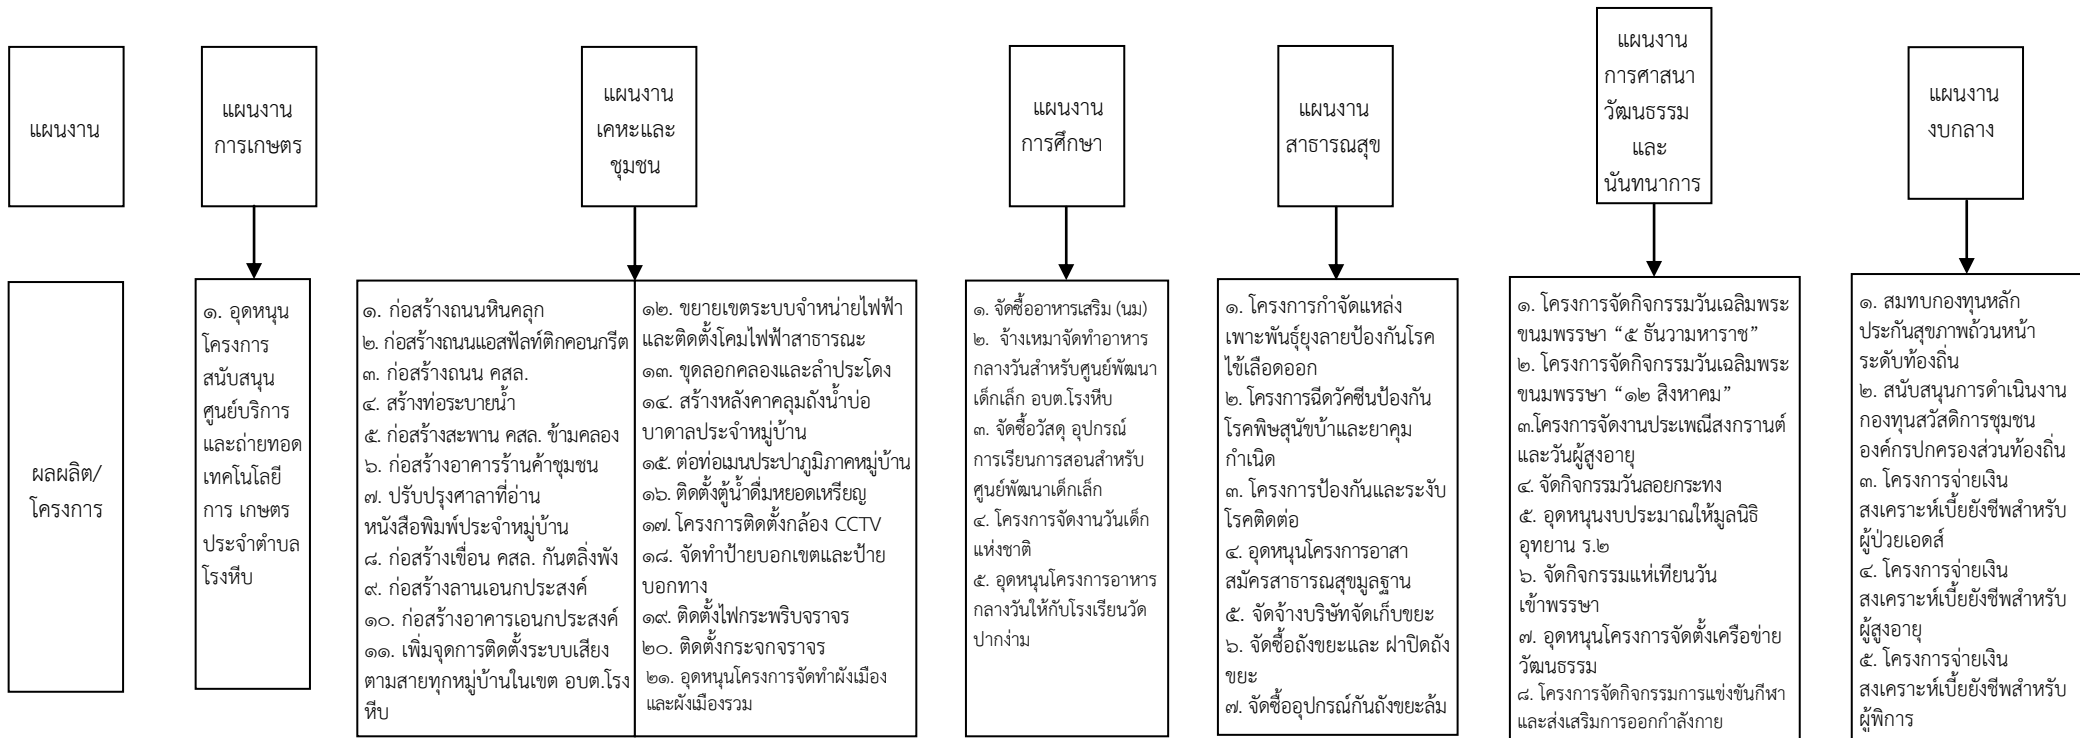 แผนงาน
แผนงาน
การเกษตร
แผนงาน
เคหะและ
ชุมชน
แผนงาน
การศึกษา
แผนงาน
สาธารณสุข
แผนงาน
การศาสนา
วัฒนธรรม
และ
นันทนาการ
แผนงาน
งบกลาง
ผลผลิต/
โครงการ
๑. อุดหนุน
โครงการ
สนับสนุน
ศูนย์บริการ
และถ่ายทอด
เทคโนโลยี
การ เกษตร
ประจำตำบล
โรงหีบ
๑. ก่อสร้างถนนหินคลุก
๒. ก่อสร้างถนนแอสฟัลท์ติกคอนกรีต
๓. ก่อสร้างถนน คสล.
๔. สร้างท่อระบายน้ำ
๕. ก่อสร้างสะพาน คสล. ข้ามคลอง
๖. ก่อสร้างอาคารร้านค้าชุมชน
๗. ปรับปรุงศาลาที่อ่าน
หนังสือพิมพ์ประจำหมู่บ้าน
๘. ก่อสร้างเขื่อน คสล. กันตลิ่งพัง
๙. ก่อสร้างลานเอนกประสงค์
๑๐. ก่อสร้างอาคารเอนกประสงค์
๑๑. เพิ่มจุดการติดตั้งระบบเสียง
ตามสายทุกหมู่บ้านในเขต อบต.โรง
หีบ
๑๒. ขยายเขตระบบจำหน่ายไฟฟ้า
และติดตั้งโคมไฟฟ้าสาธารณะ
๑๓. ขุดลอกคลองและลำประโดง
๑๔. สร้างหลังคาคลุมถังน้ำบ่อ
บาดาลประจำหมู่บ้าน
๑๕. ต่อท่อเมนประปาภูมิภาคหมู่บ้าน
๑๖. ติดตั้งตู้น้ำดื่มหยอดเหรียญ
๑๗. โครงการติดตั้งกล้อง CCTV
๑๘. จัดทำป้ายบอกเขตและป้าย
บอกทาง
๑๙. ติดตั้งไฟกระพริบจราจร
๒๐. ติดตั้งกระจกจราจร
๒๑. อุดหนุนโครงการจัดทำผังเมือง
และผังเมืองรวม
๑. จัดซื้ออาหารเสริม (นม)
๒. จ้างเหมาจัดทำอาหาร
กลางวันสำหรับศูนย์พัฒนา
เด็กเล็ก อบต.โรงหีบ
๓. จัดซื้อวัสดุ อุปกรณ์
การเรียนการสอนสำหรับ
ศูนย์พัฒนาเด็กเล็ก
๔. โครงการจัดงานวันเด็ก
แห่งชาติ
๕. อุดหนุนโครงการอาหาร
กลางวันให้กับโรงเรียนวัด
ปากง่าม
๑. โครงการกำจัดแหล่ง
เพาะพันธุ์ยุงลายป้องกันโรค
ไข้เลือดออก
๒. โครงการฉีดวัคซีนป้องกัน
โรคพิษสุนัขบ้าและยาคุม
กำเนิด
๓. โครงการป้องกันและระงับ
โรคติดต่อ
๔. อุดหนุนโครงการอาสา
สมัครสาธารณสุขมูลฐาน
๕. จัดจ้างบริษัทจัดเก็บขยะ
๖. จัดซื้อถังขยะและ ฝาปิดถัง
ขยะ
๗. จัดซื้ออุปกรณ์กันถังขยะล้ม
๑. โครงการจัดกิจกรรมวันเฉลิมพระ
ขนมพรรษา “๕ ธันวามหาราช”
๒. โครงการจัดกิจกรรมวันเฉลิมพระ
ขนมพรรษา “๑๒ สิงหาคม”
๓.โครงการจัดงานประเพณีสงกรานต์
และวันผู้สูงอายุ
๔. จัดกิจกรรมวันลอยกระทง
๕. อุดหนุนงบประมาณให้มูลนิธิ
อุทยาน ร.๒
๖. จัดกิจกรรมแห่เทียนวัน
เข้าพรรษา
๗. อุดหนุนโครงการจัดตั้งเครือข่าย
วัฒนธรรม
๘. โครงการจัดกิจกรรมการแข่งขันกีฬา
และส่งเสริมการออกกำลังกาย
๑. สมทบกองทุนหลัก
ประกันสุขภาพถ้วนหน้า
ระดับท้องถิ่น
๒. สนับสนุนการดำเนินงาน
กองทุนสวัสดิการชุมชน
องค์กรปกครองส่วนท้องถิ่น
๓. โครงการจ่ายเงิน
สงเคราะห์เบี้ยยังชีพสำหรับ
ผู้ป่วยเอดส์
๔. โครงการจ่ายเงิน
สงเคราะห์เบี้ยยังชีพสำหรับ
ผู้สูงอายุ
๕. โครงการจ่ายเงิน
สงเคราะห์เบี้ยยังชีพสำหรับ
ผู้พิการ